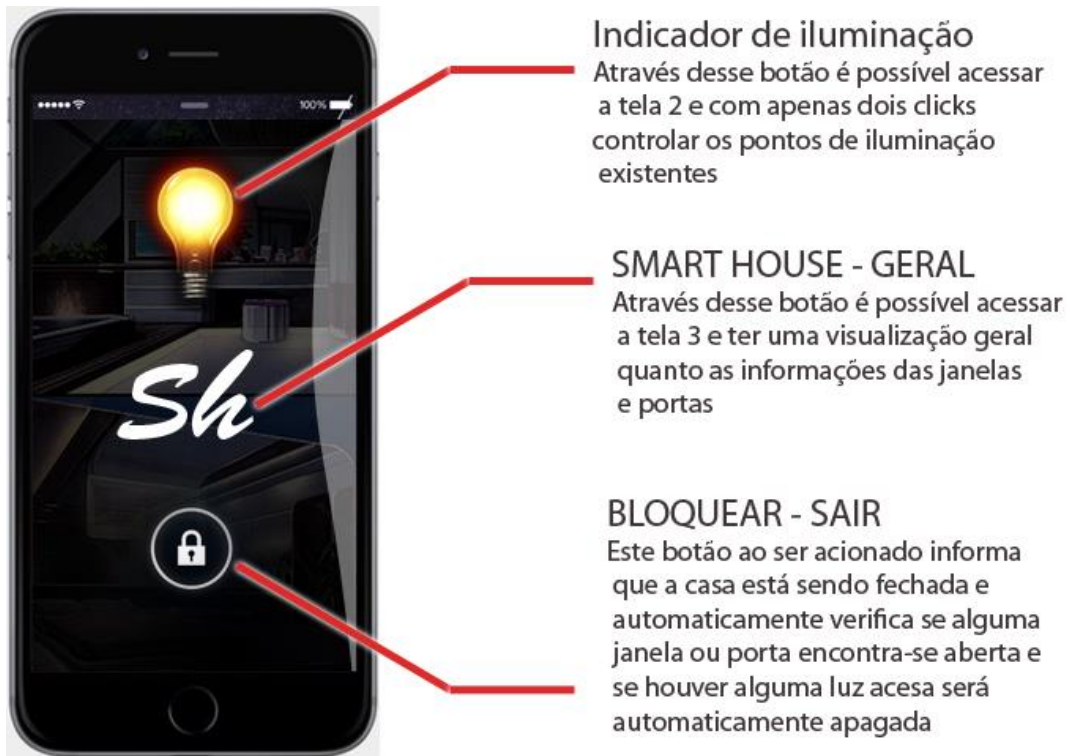 100%
Sh
Indicador de iluminação
Através desse botão é possível acessar
a tela 2 e com apenas dois clicks
controlar os pontos de iluminação
existentes
SMART HOUSE - GERAL
Através desse botão é possível acessar
a tela 3 e ter uma visualização geral
quanto as informações das janelas
e portas
BLOQUEAR - SAIR
Este botão ao ser acionado informa
que a casa está sendo fechada e
automaticamente verifica se alguma
janela ou porta encontra-se aberta e
se houver alguma luz acesa será
automaticamente apagada